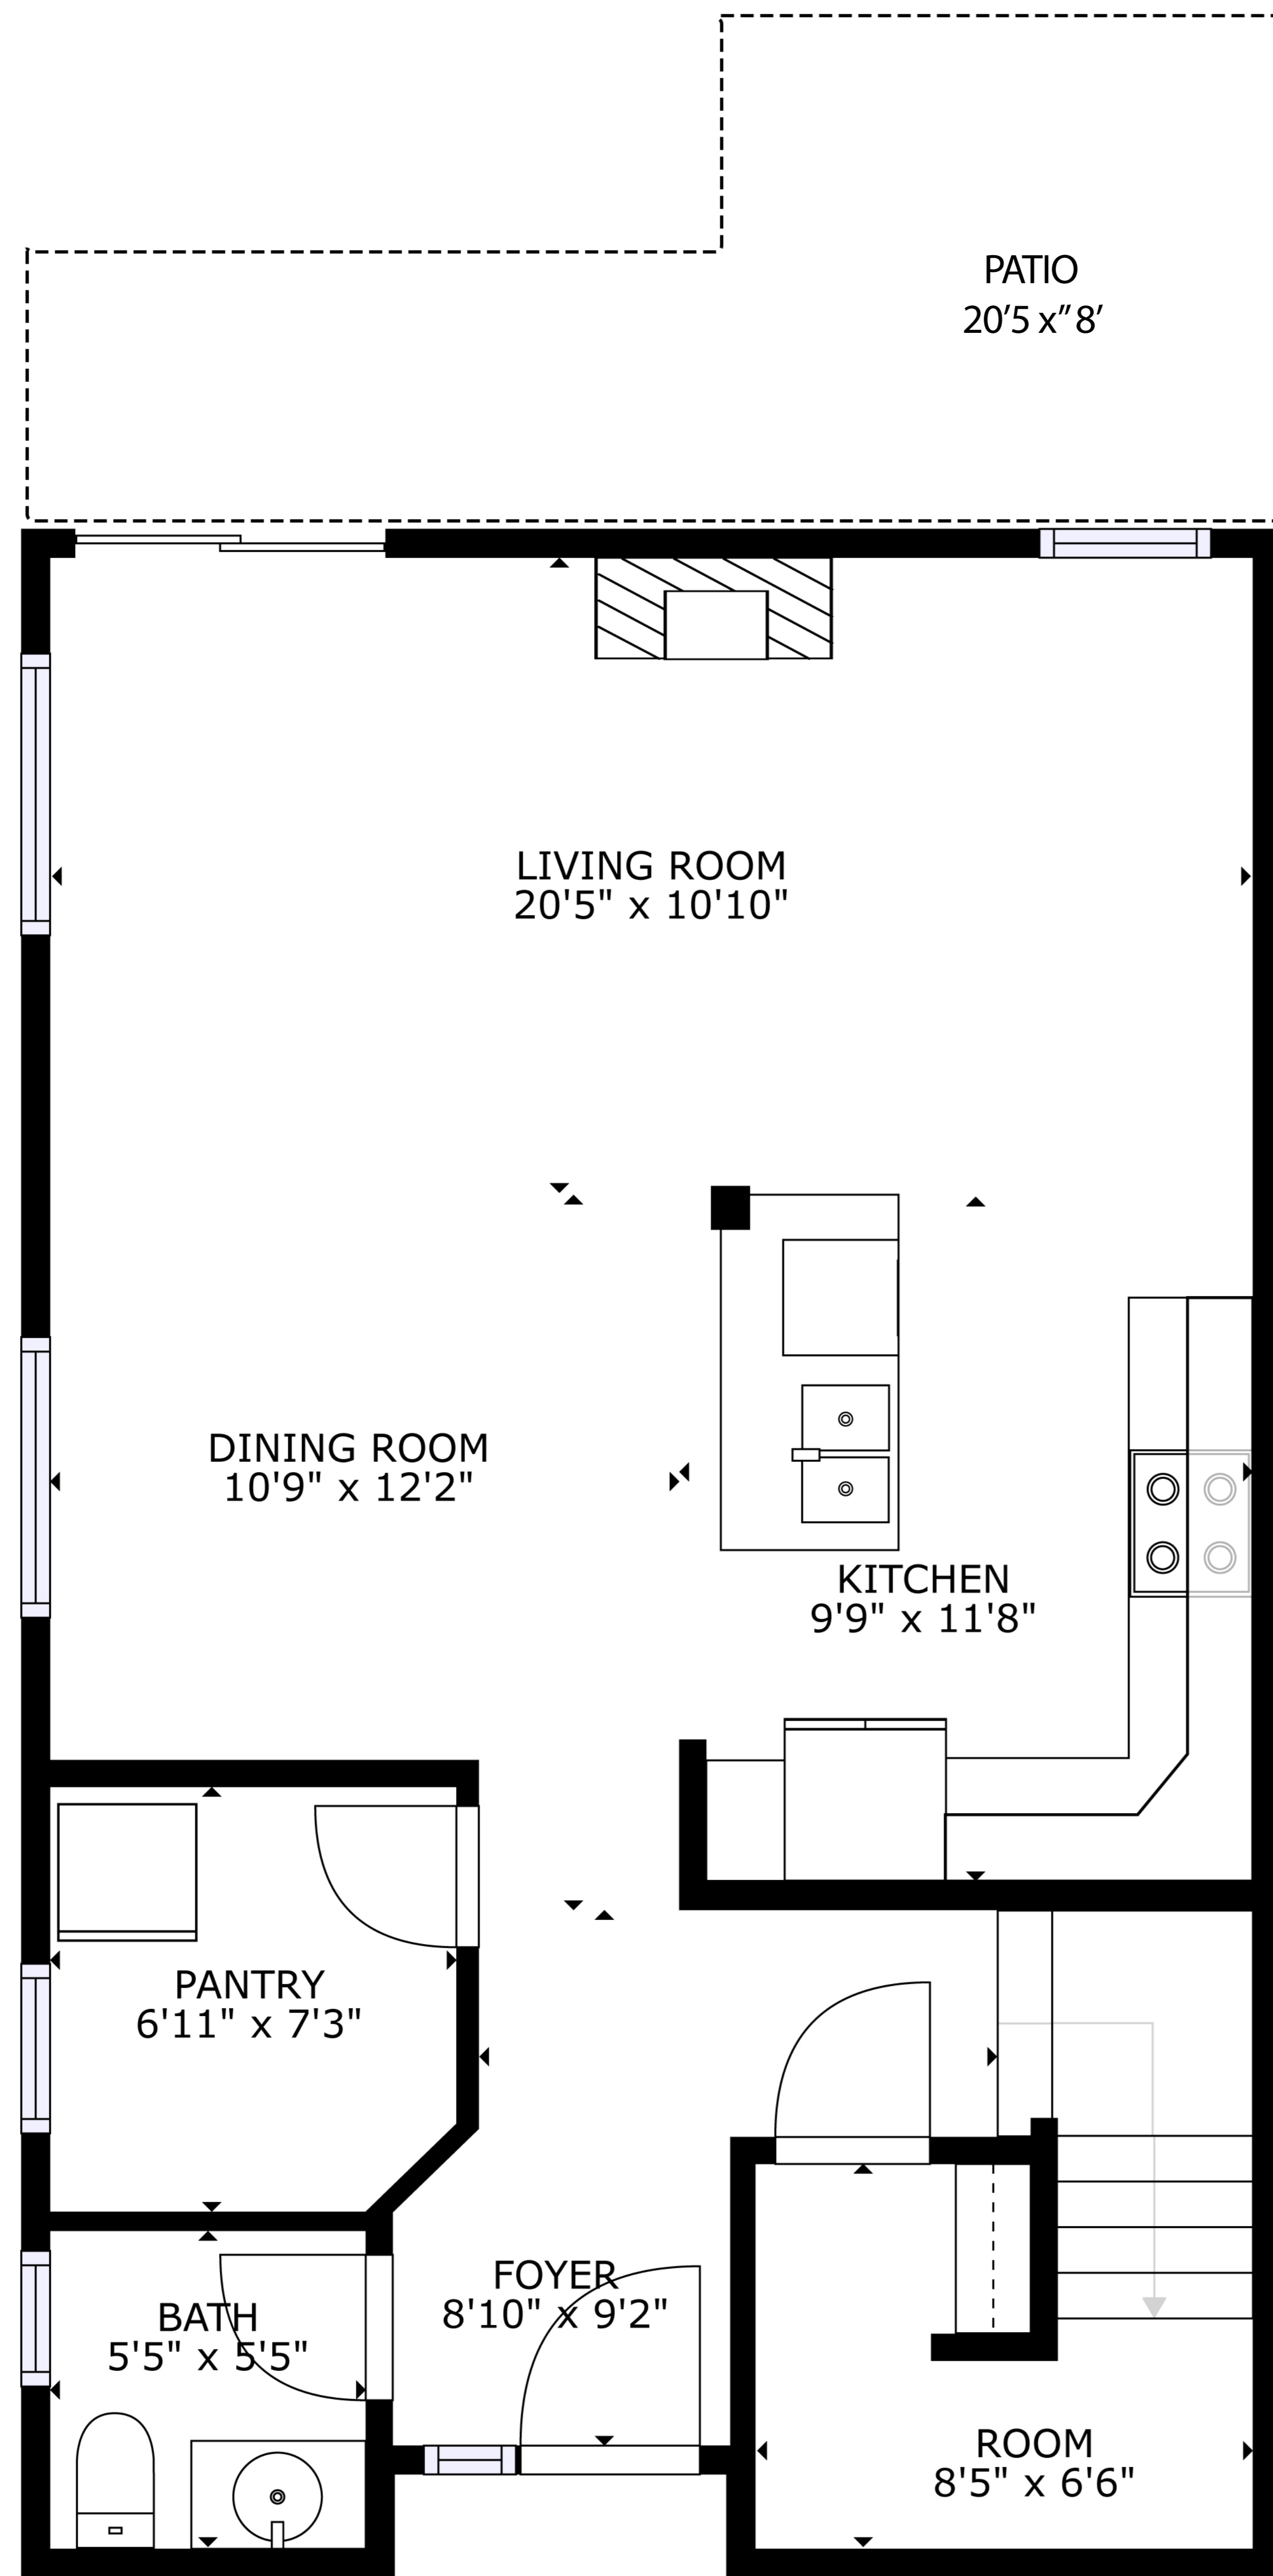 PATIO
20'5 x"8'
LIVING ROOM
20'5" x 10'10"
DINING ROOM
10'9" x 12'2"
KITCHEN
9'9" x 11'8"
PANTRY
6'11" x 7'3"
FOYER
8'10" x 9'2"
BATH
5'5" x 5'5"
ROOM
8'5" x 6'6"